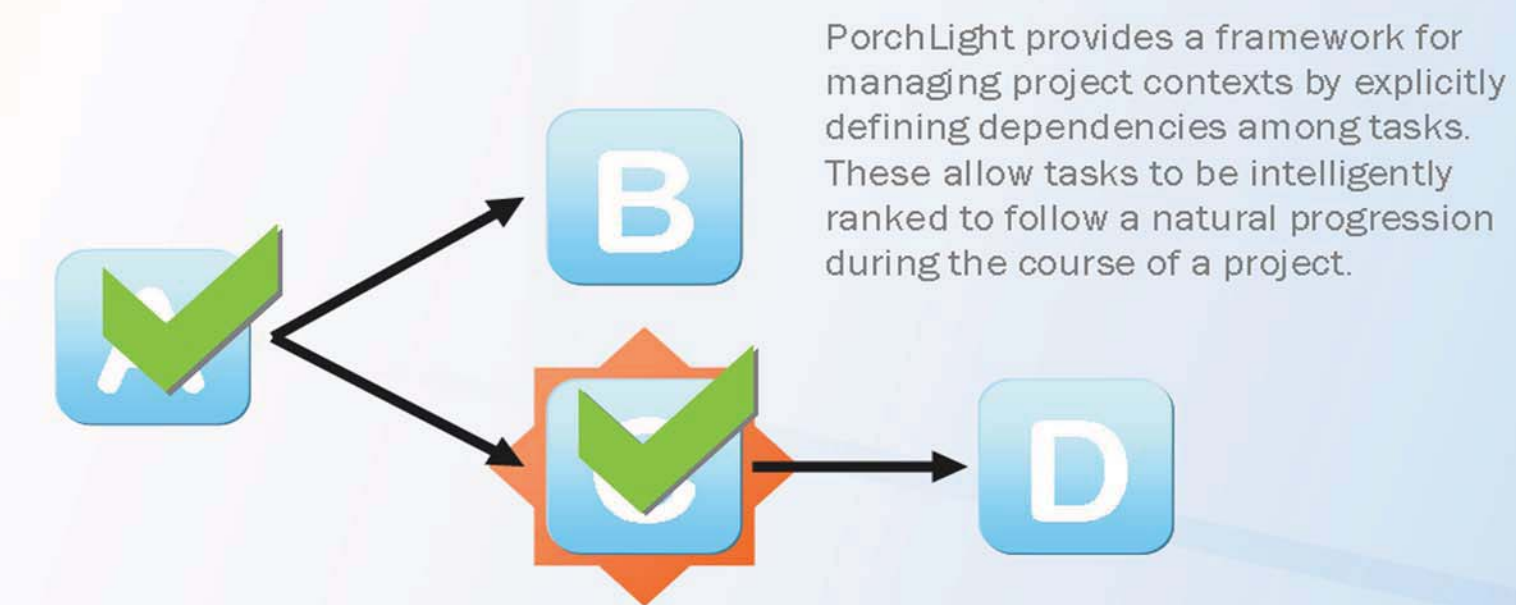 PorchLight provides a framework for
managing project contexts by explicitly
defining dependencies among tasks.
These allow tasks to be intelligently
ranked to follow a natural progression
during the course of a project.
B
A
C
D